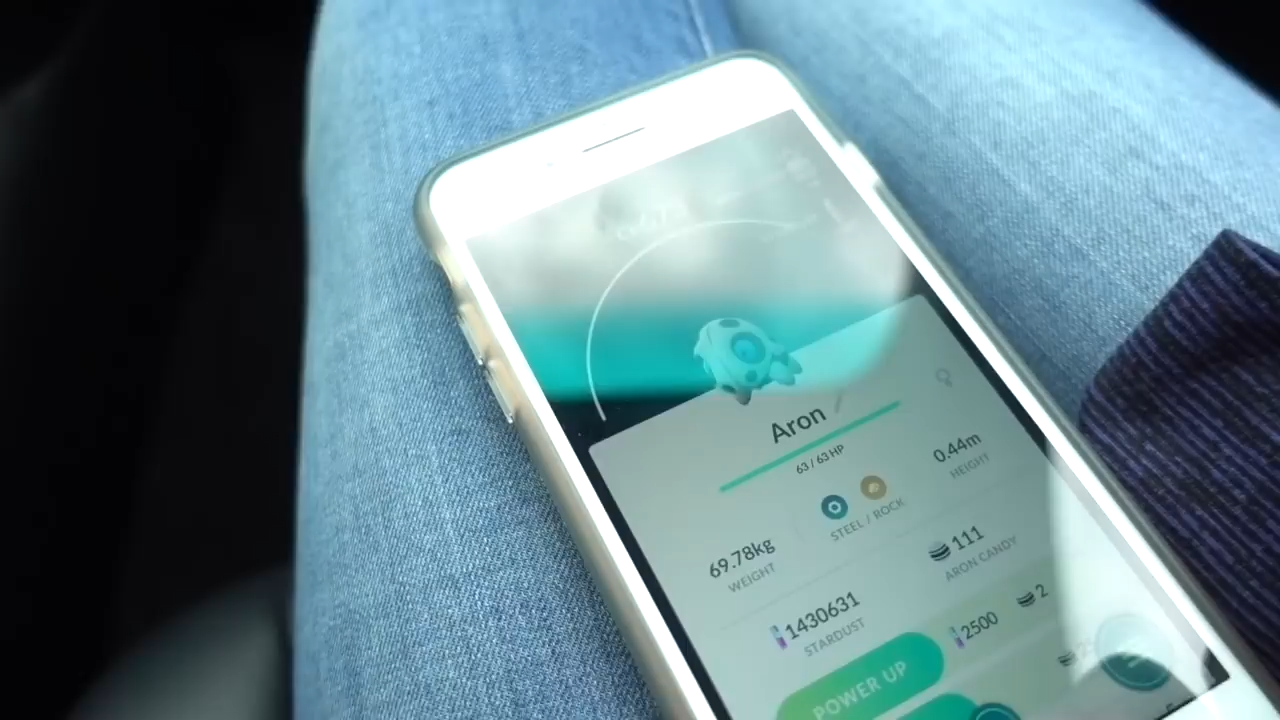 Aron
63 / 63 HP
69.78kg
WEIGHT
STEEL / ROCK
0.44m
HEIGHT
1430631
STARDUST
111
ARON CANDY
POWER UP
2500
2